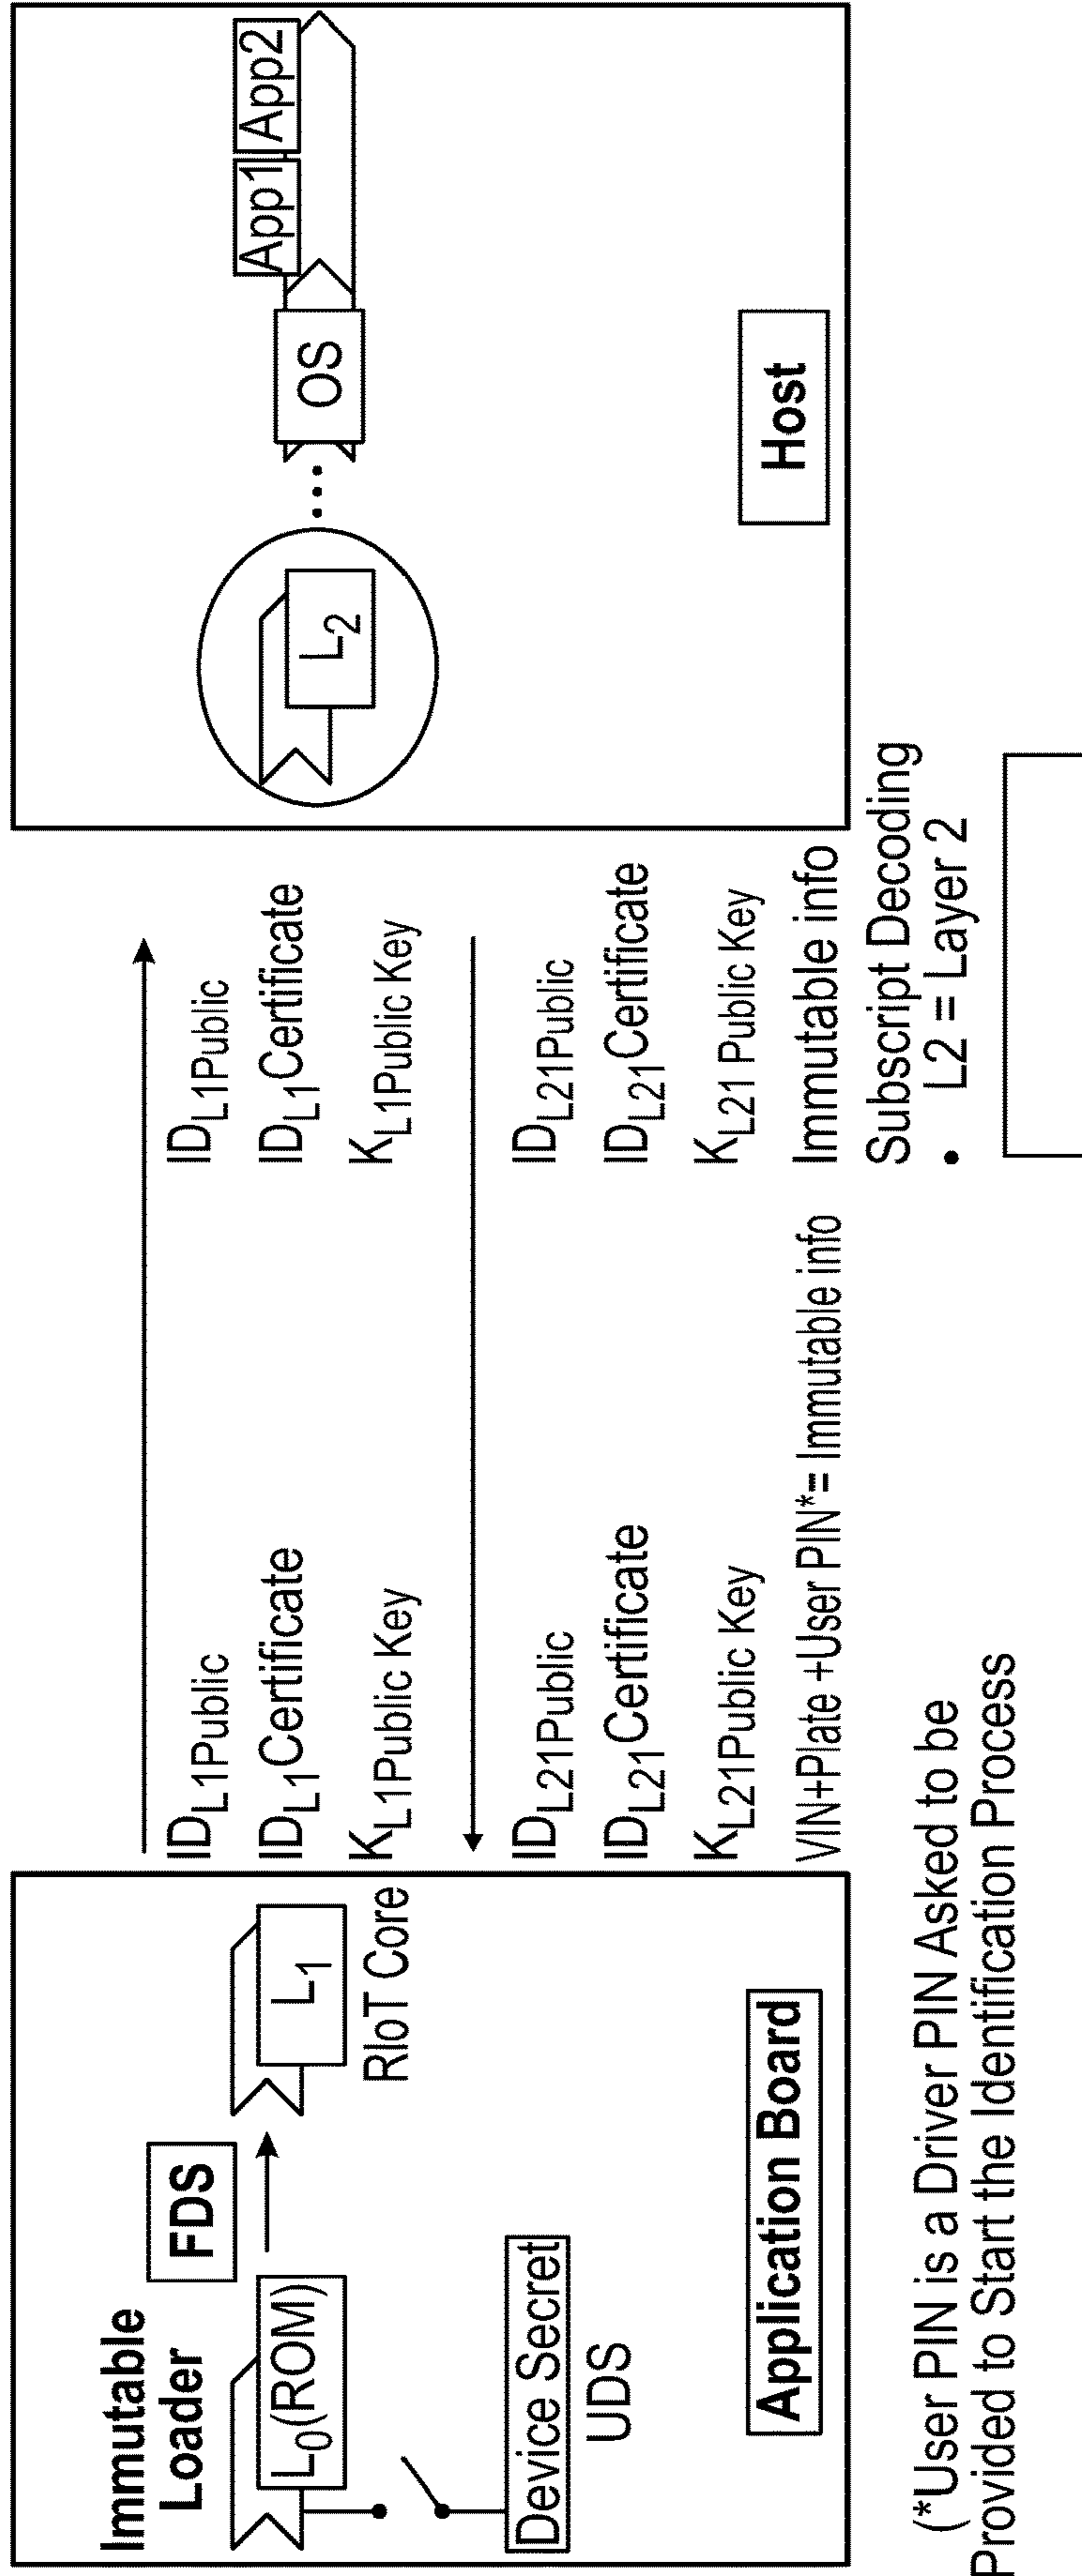 Immutable
Loader
FDS
L0(ROM)
L1
RIoT Core
Device Secret
UDS
Application Board
IDL1Public
IDL1Certificate
KL1Public Key
IDL1Public
IDL1Certificate
KL1Public Key
IDL21Public
IDL21Certificate
KL21Public Key
IDL21Public
IDL21Certificate
KL21 Public Key
VIN+Plate +User PIN*= Immutable info
Immutable info
L2
OS
App1
App2
Host
Subscript Decoding
• L2 = Layer 2
(*User PIN is a Driver PIN Asked to be
Provided to Start the Identification Process